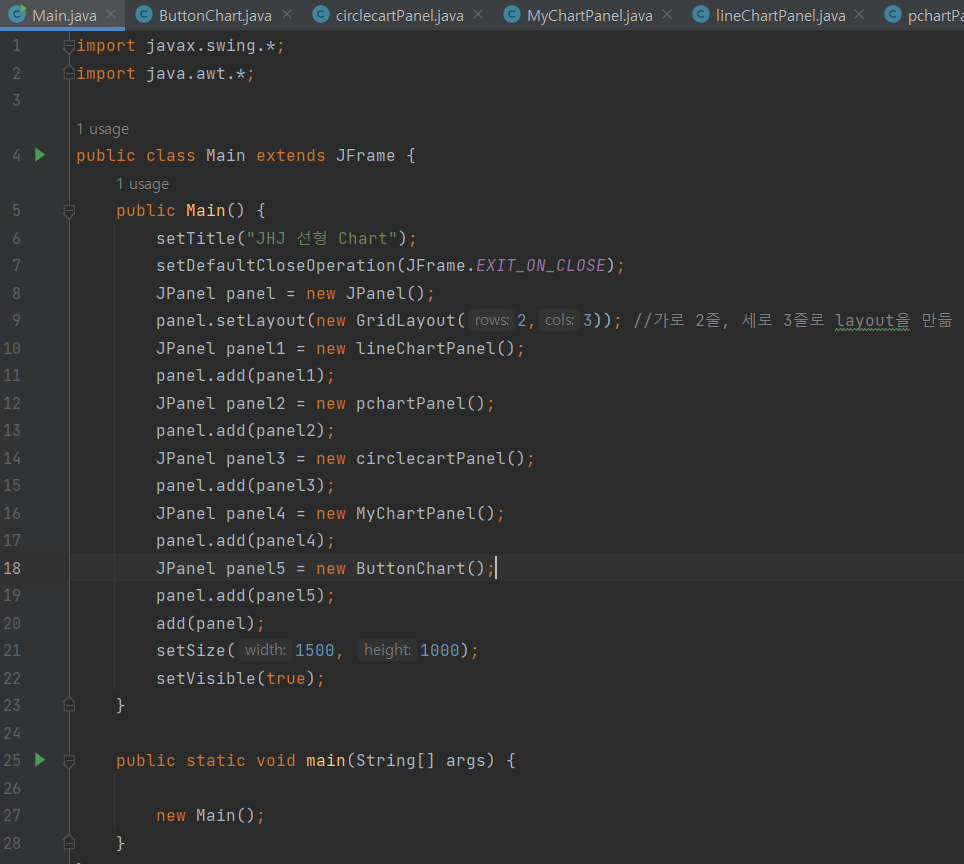 Main.java ButtonChart.java circlecartPanel.java MyChartPanel.java lineChartPanel.java
1 import javax.swing.*;
2 import java.awt.*;
3
1 usage
4 public class Main extends JFrame {
1 usage
5 public Main() {
6 setTitle("JHJ 선형 Chart");
7 setDefaultCloseOperation(JFrame.EXIT_ON_CLOSE);
8 JPanel panel = new JPanel();
9 panel.setLayout(new GridLayout( rows: 2, cols: 3)); //가로 2줄, 세로 3줄로 layout을 만듦
10 JPanel panel1 = new lineChartPanel();
11 panel.add(panel1);
12 JPanel panel2 = new pchartPanel();
13 panel.add(panel2);
14 JPanel panel3 = new circlecartPanel();
15 panel.add(panel3);
16 JPanel panel4 = new MyChartPanel();
17 panel.add(panel4);
18 JPanel panel5 = new ButtonChart();
19 panel.add(panel5);
20 add(panel);
21 setSize( width: 1500, height: 1000);
22 setVisible(true);
23 }
24
25 public static void main(String[] args) {
26
27 new Main();
28 }